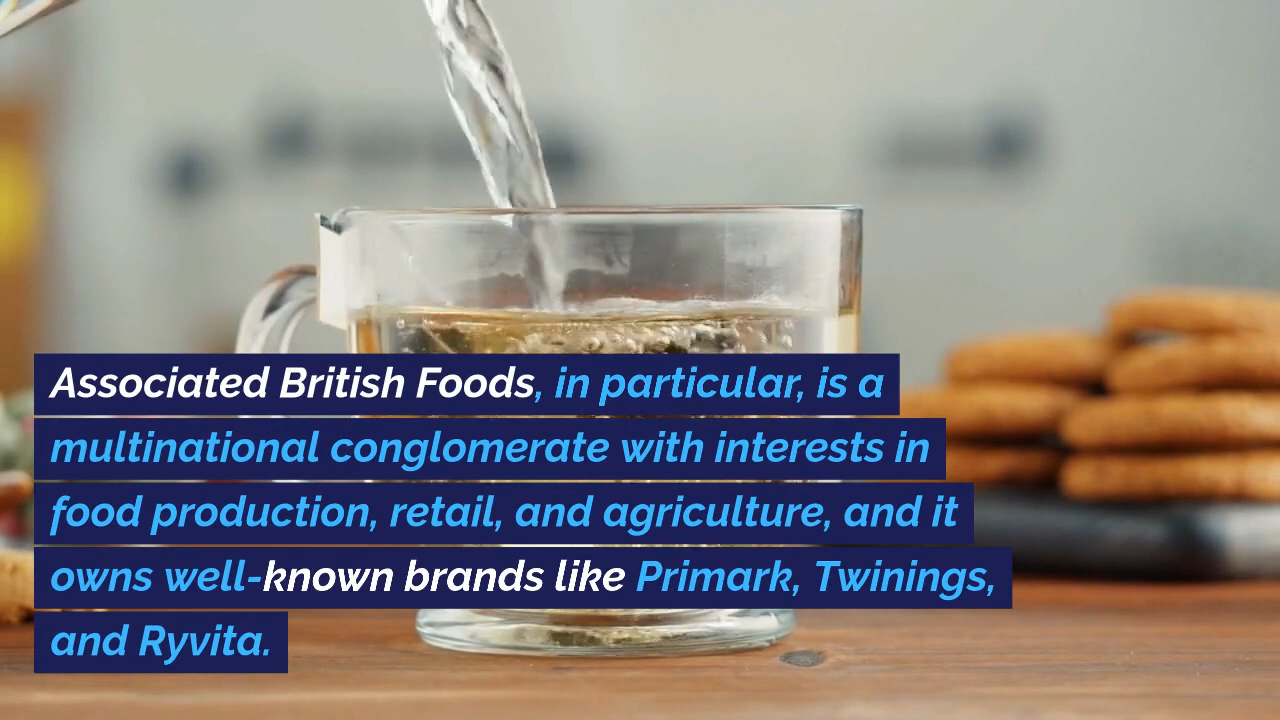 Associated British Foods, in particular, is a
multinational conglomerate with interests in
food production, retail, and agriculture, and it
owns well-known brands like Primark, Twinings,
and Ryvita.